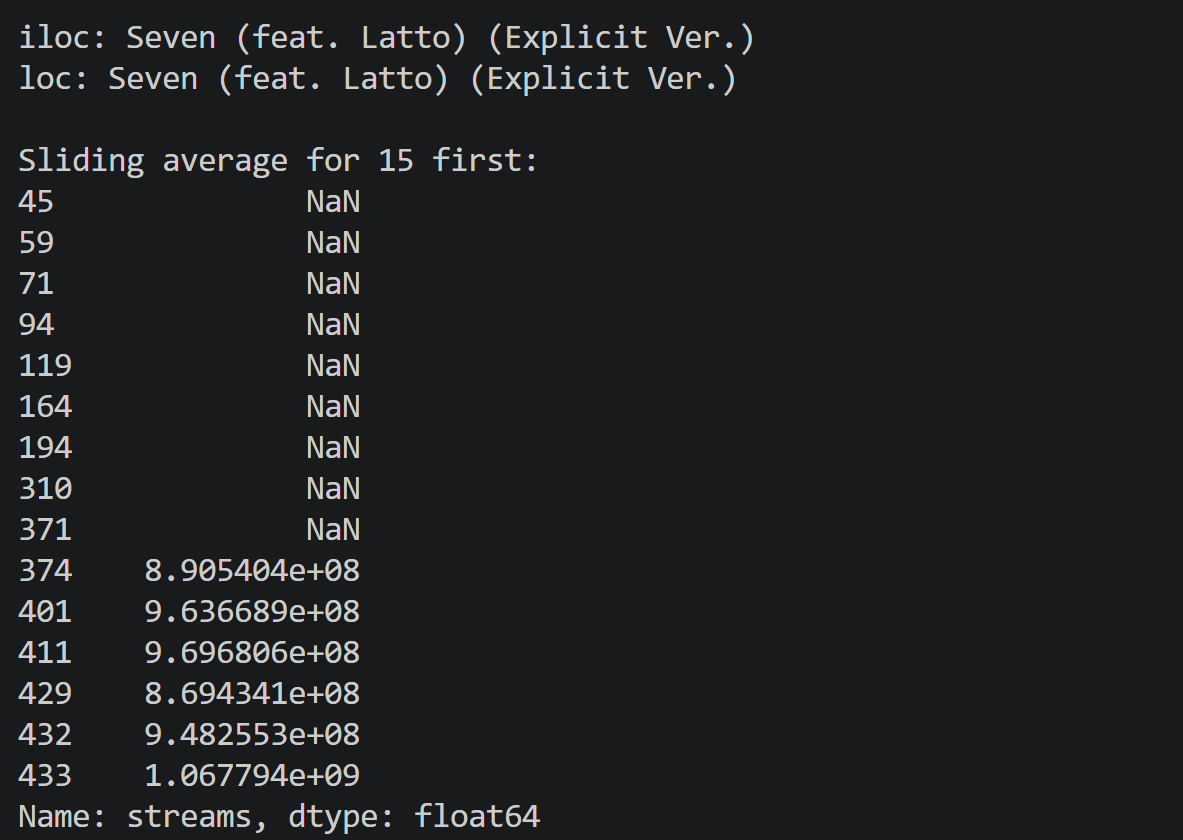 iloc: Seven (feat. Latto) (Explicit Ver.)
loc: Seven (feat. Latto) (Explicit Ver.)

Sliding average for 15 first:
45              NaN
59              NaN
71              NaN
94              NaN
119             NaN
164             NaN
194             NaN
310             NaN
371             NaN
374    8.905404e+08
401    9.636689e+08
411    9.696806e+08
429    8.694341e+08
432    9.482553e+08
433    1.067794e+09
Name: streams, dtype: float64